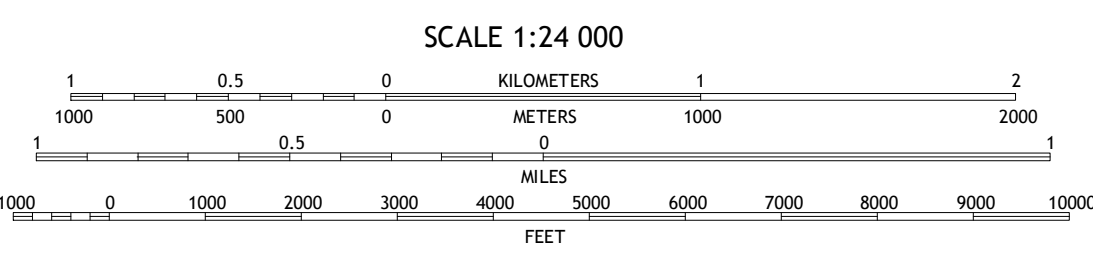 SCALE 1:24 000
1 0.5 0 KILOMETERS 1 2
1000 500 0 METERS 1000 2000
1 0.5 0 1
MILES
1000 0 1000 2000 3000 4000 5000 6000 7000 8000 9000 10000
FEET